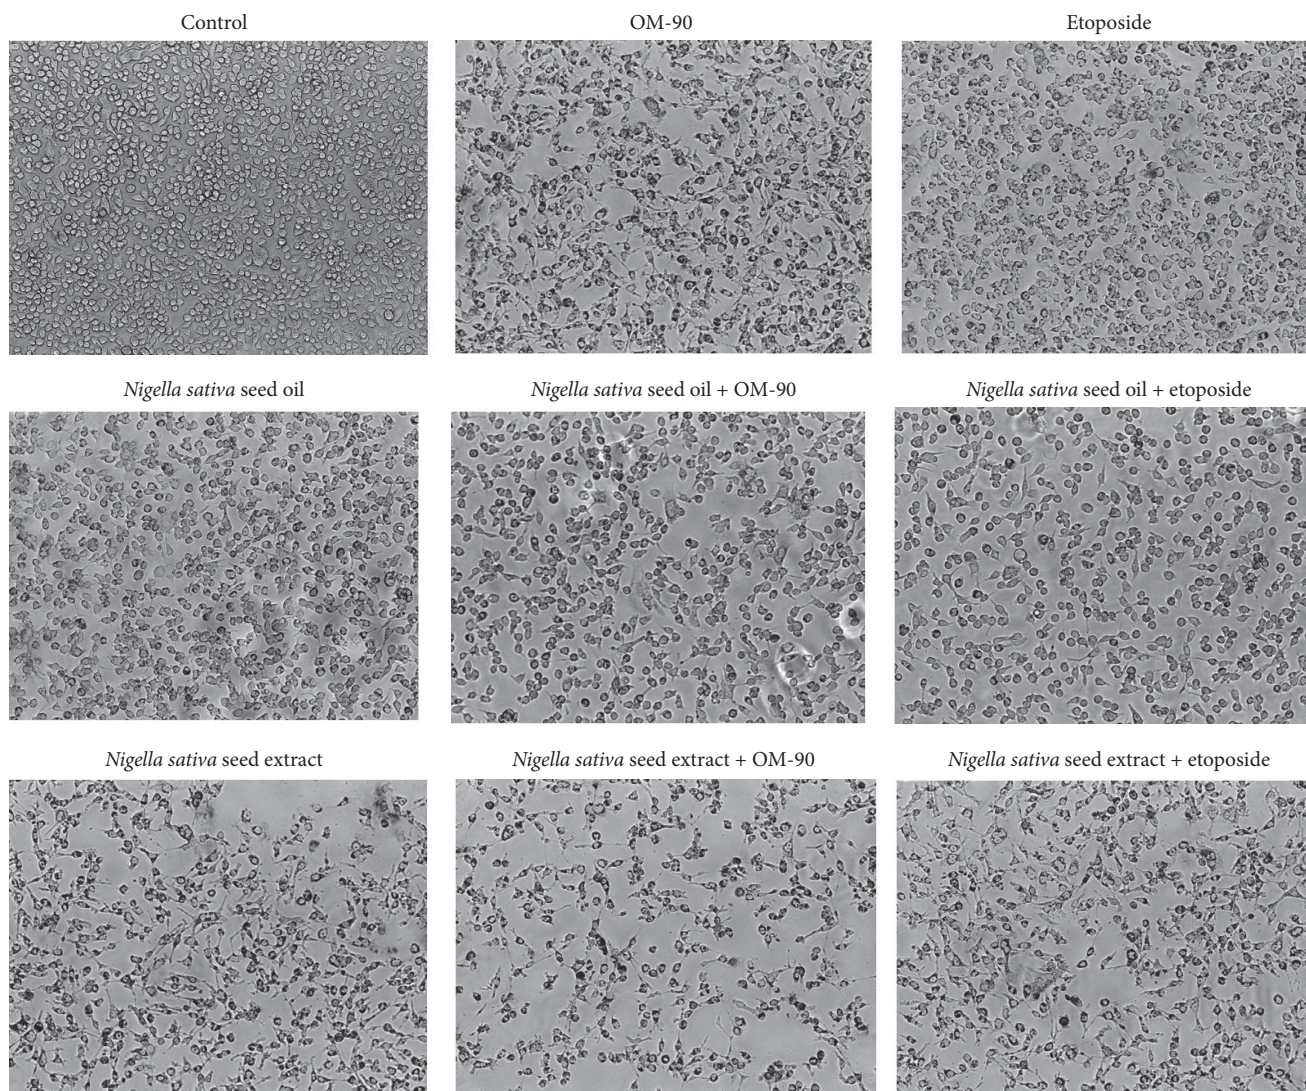 Control
OM-90
Etoposide
Nigella sativa seed oil
Nigella sativa seed oil + OM-90
Nigella sativa seed oil + etoposide
Nigella sativa seed extract
Nigella sativa seed extract + OM-90
Nigella sativa seed extract + etoposide